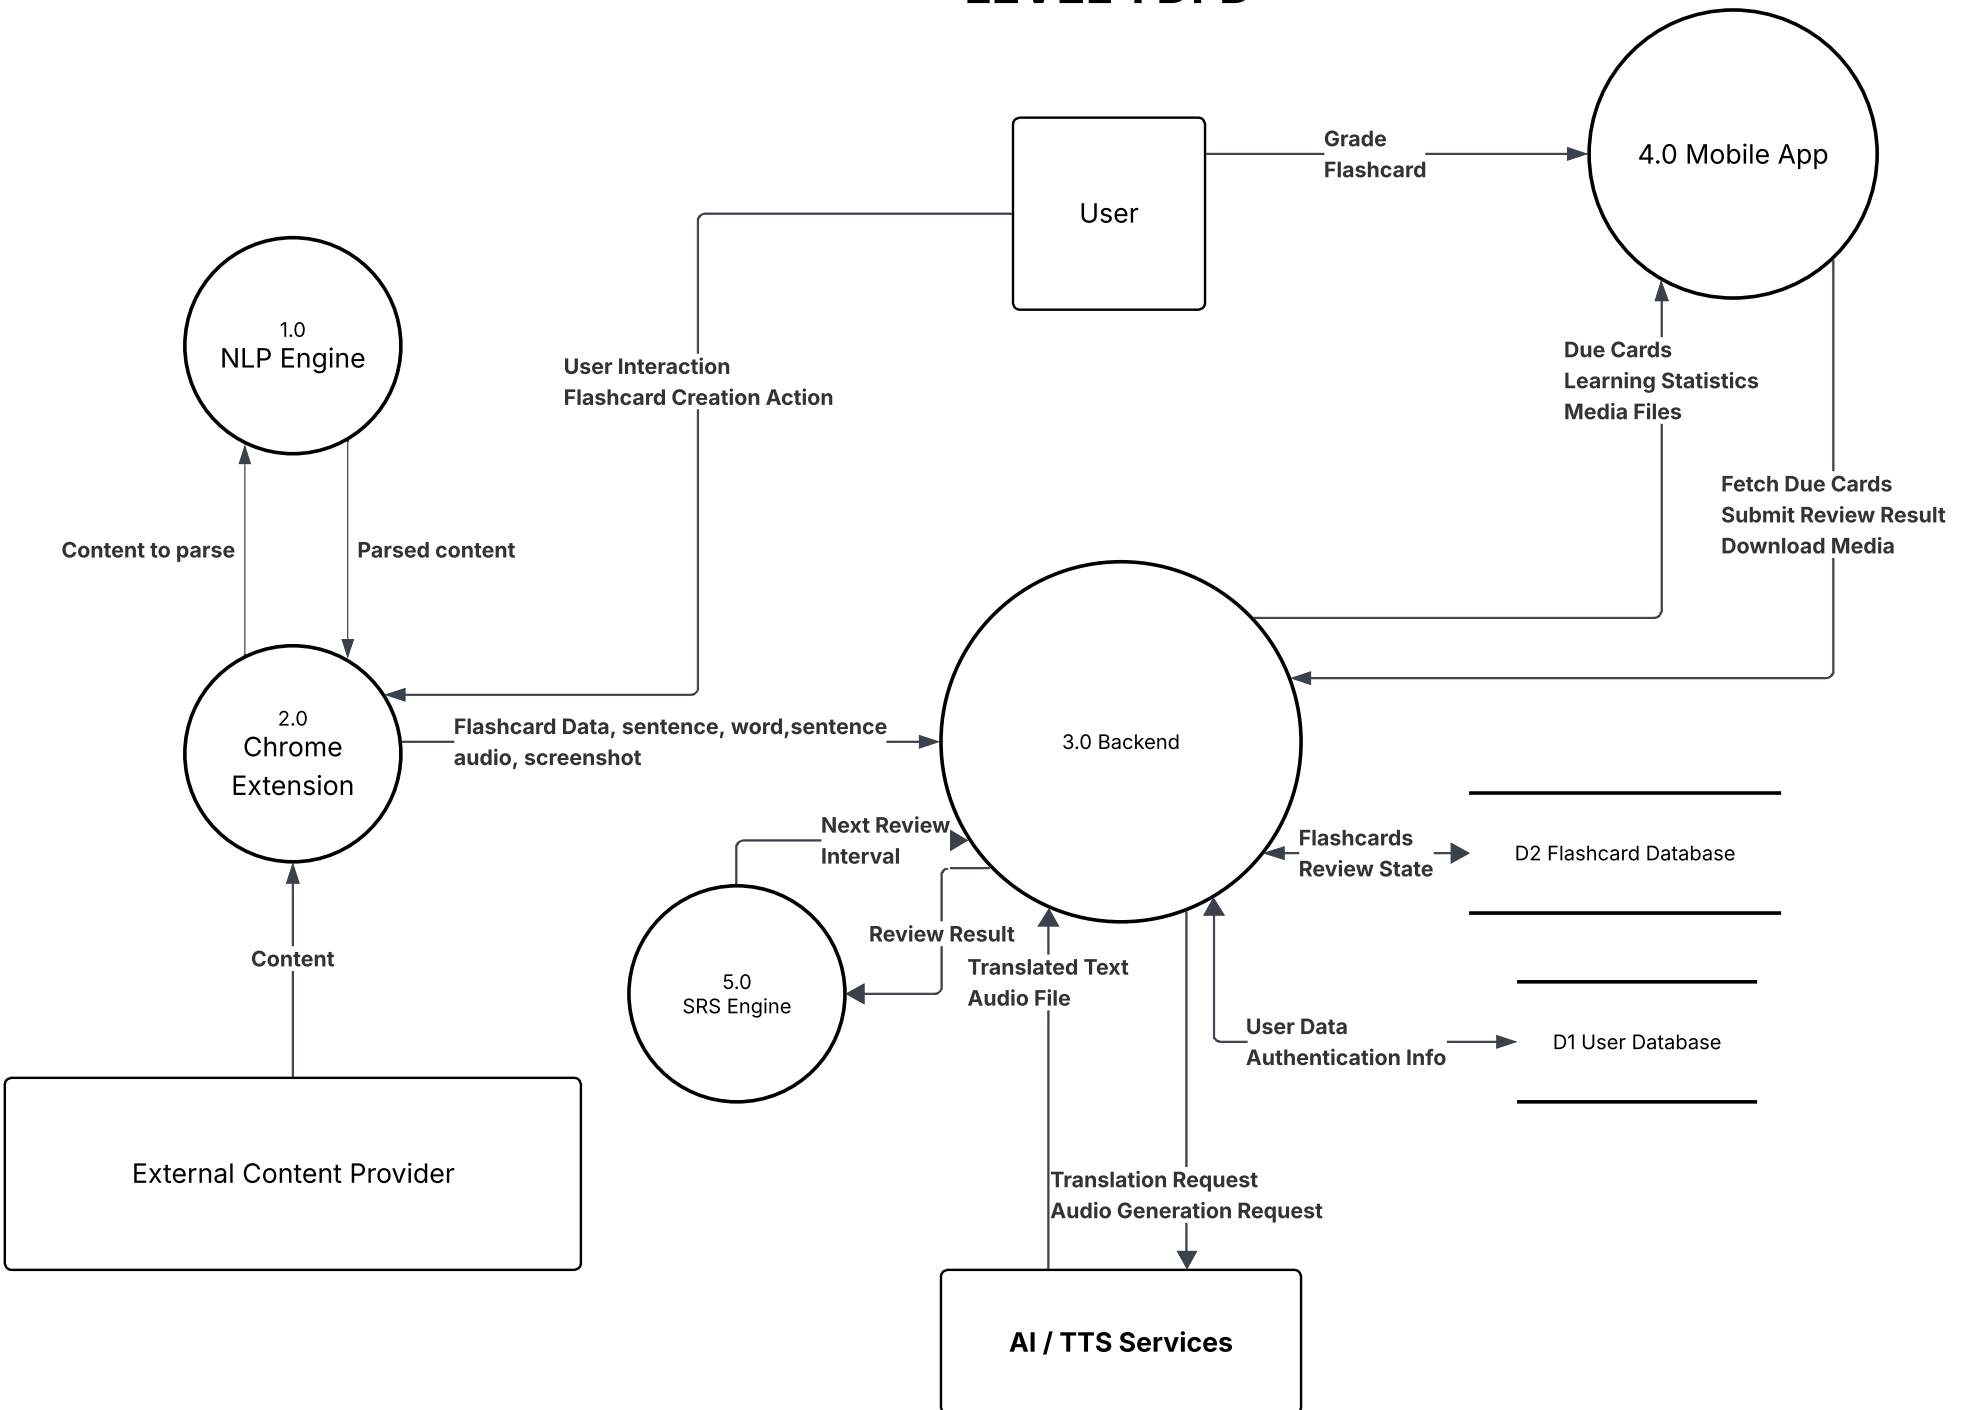 LEVEL 1 DFD
Grade
Flashcard
4.0 Mobile App
User
1.0
NLP Engine
User Interaction
Flashcard Creation Action
Due Cards
Learning Statistics
Media Files
Fetch Due Cards
Submit Review Result
Download Media
Content to parse
Parsed content
2.0
Chrome
Extension
Flashcard Data, sentence, word,sentence
audio, screenshot
3.0 Backend
Next Review
Interval
Flashcards
Review State
D2 Flashcard Database
Review Result
Content
Translated Text
Audio File
5.0
SRS Engine
User Data
Authentication Info
D1 User Database
External Content Provider
Translation Request
Audio Generation Request
AI / TTS Services